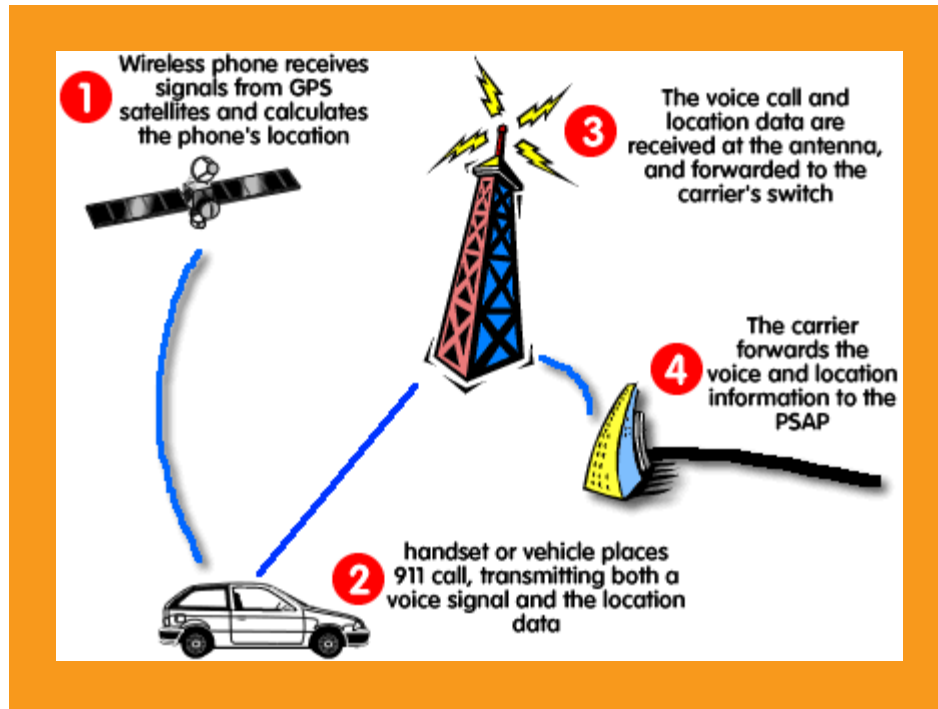 1
Wireless phone receives
signals from GPS
satellites and calculates
the phone's location
2
handset or vehicle places
911 call, transmitting both a
voice signal and the location
data
3
The voice call and
location data are
received at the antenna,
and forwarded to the
carrier's switch
4
The carrier
forwards the
voice and location
information to the
PSAP